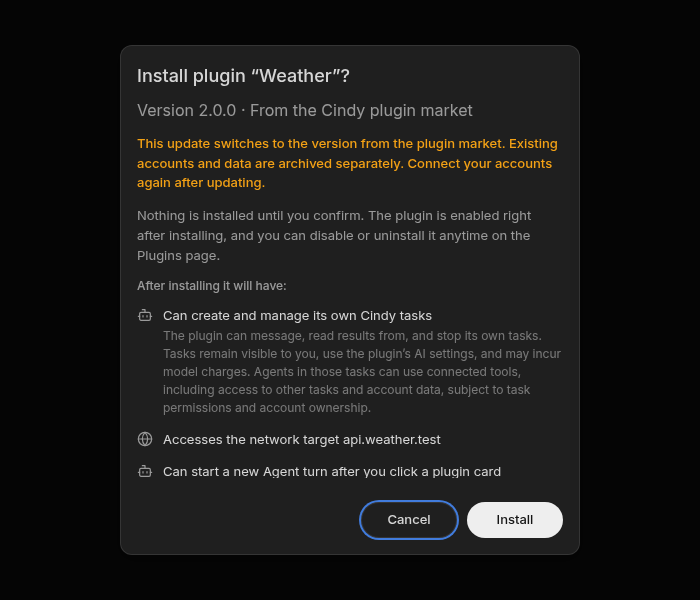 Install plugin “Weather”?
Version 2.0.0 · From the Cindy plugin market
This update switches to the version from the plugin market. Existing
accounts and data are archived separately. Connect your accounts
again after updating.
Nothing is installed until you confirm. The plugin is enabled right
after installing, and you can disable or uninstall it anytime on the
Plugins page.
After installing it will have:
Can create and manage its own Cindy tasks
The plugin can message, read results from, and stop its own tasks.
Tasks remain visible to you, use the plugin’s AI settings, and may incur
model charges. Agents in those tasks can use connected tools,
including access to other tasks and account data, subject to task
permissions and account ownership.
Accesses the network target api.weather.test
Can start a new Agent turn after you click a plugin card
Cancel
Install